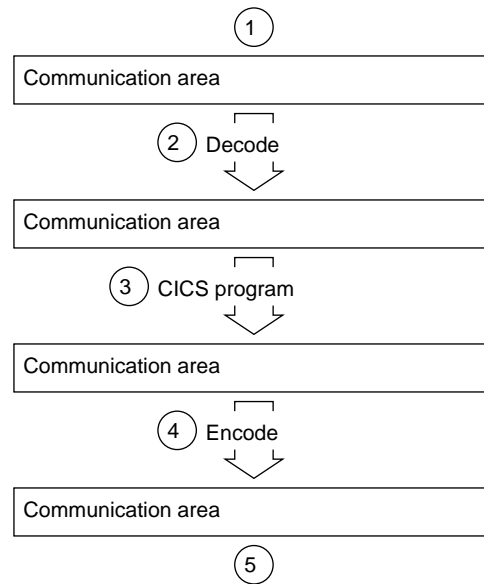 1
Communication area
2 Decode
Communication area
3 CICS program
Communication area
4 Encode
Communication area
5